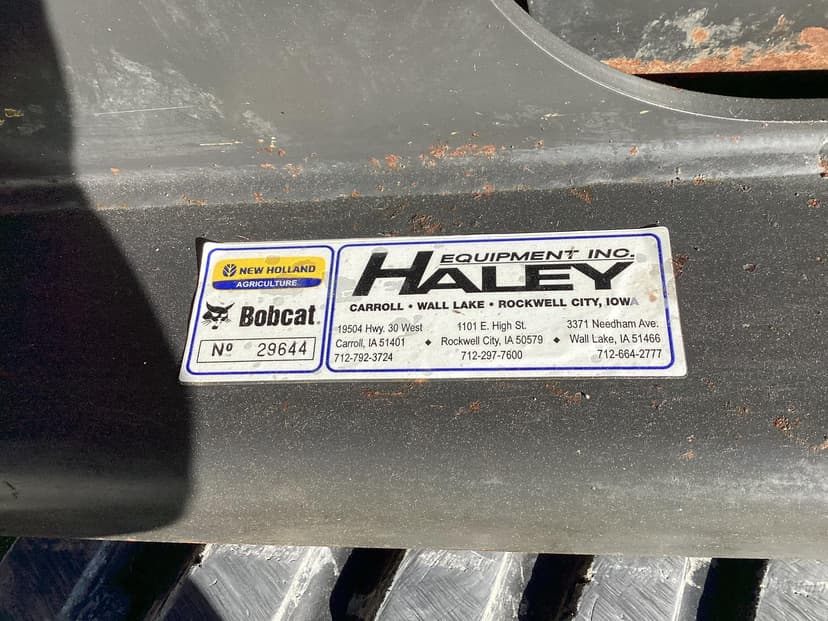 NEW HOLLAND
AGRICULTURE
Bobcat
Nº 29644
EQUIPMENT INC.
HALEY
CARROLL • WALL LAKE • ROCKWELL CITY, IOWA
19504 Hwy. 30 West
Carroll, IA 51401
712-792-3724
1101 E. High St.
Rockwell City, IA 50579
712-297-7600
3371 Needham Ave.
Wall Lake, IA 51466
712-664-2777